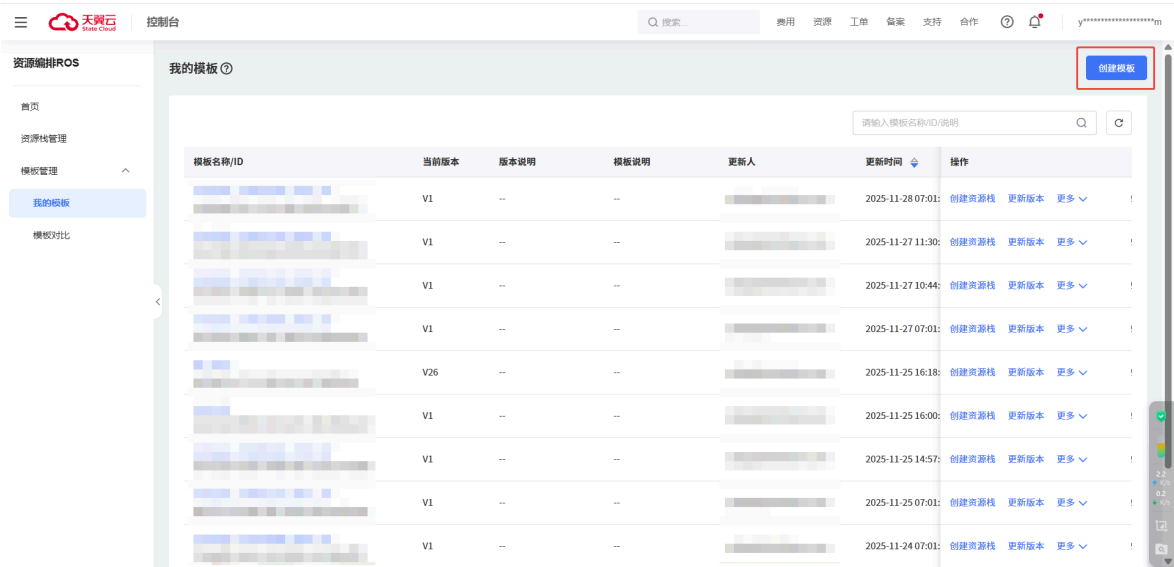 天翼云 State Cloud 控制台 搜索... 费用 资源 工单 备案 支持 合作 y********************m
资源编排ROS
我的模板
创建模板
首页
资源栈管理
模板管理
我的模板
模板对比
请输入模板名称/ID/说明
模板名称/ID 当前版本 版本说明 模板说明 更新人 更新时间 操作
V1 -- -- 2025-11-28 07:01: 创建资源栈 更新版本 更多
V1 -- -- 2025-11-27 11:30: 创建资源栈 更新版本 更多
V1 -- -- 2025-11-27 10:44: 创建资源栈 更新版本 更多
V1 -- -- 2025-11-27 07:01: 创建资源栈 更新版本 更多
V26 -- -- 2025-11-25 16:18: 创建资源栈 更新版本 更多
V1 -- -- 2025-11-25 16:00: 创建资源栈 更新版本 更多
V1 -- -- 2025-11-25 14:57: 创建资源栈 更新版本 更多
V1 -- -- 2025-11-25 07:01: 创建资源栈 更新版本 更多
V1 -- -- 2025-11-24 07:01: 创建资源栈 更新版本 更多
2.2
K/s
0.2
K/s